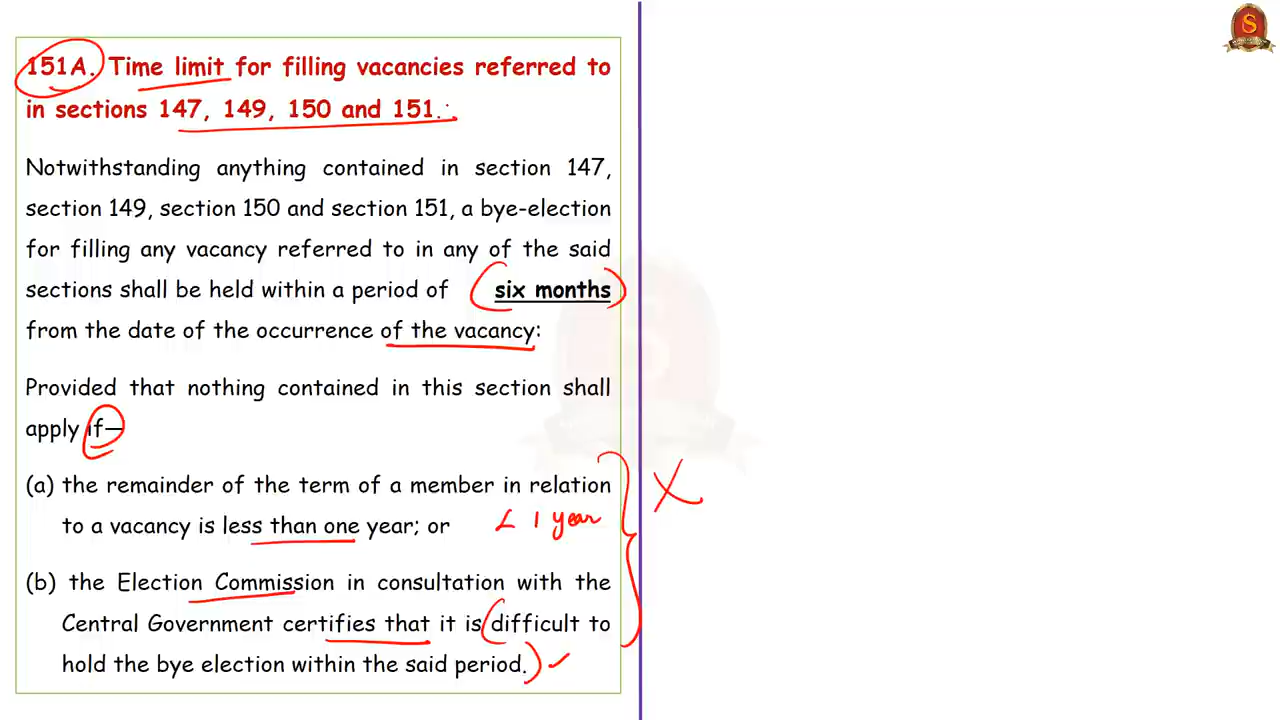 151A. Time limit for filling vacancies referred to
in sections 147, 149, 150 and 151.
Notwithstanding anything contained in section 147,
section 149, section 150 and section 151, a bye-election
for filling any vacancy referred to in any of the said
sections shall be held within a period of six months
from the date of the occurrence of the vacancy:
Provided that nothing contained in this section shall
apply if—
(a) the remainder of the term of a member in relation
to a vacancy is less than one year; or
< 1 year
X
(b) the Election Commission in consultation with the
Central Government certifies that it is difficult to
hold the bye election within the said period.
S